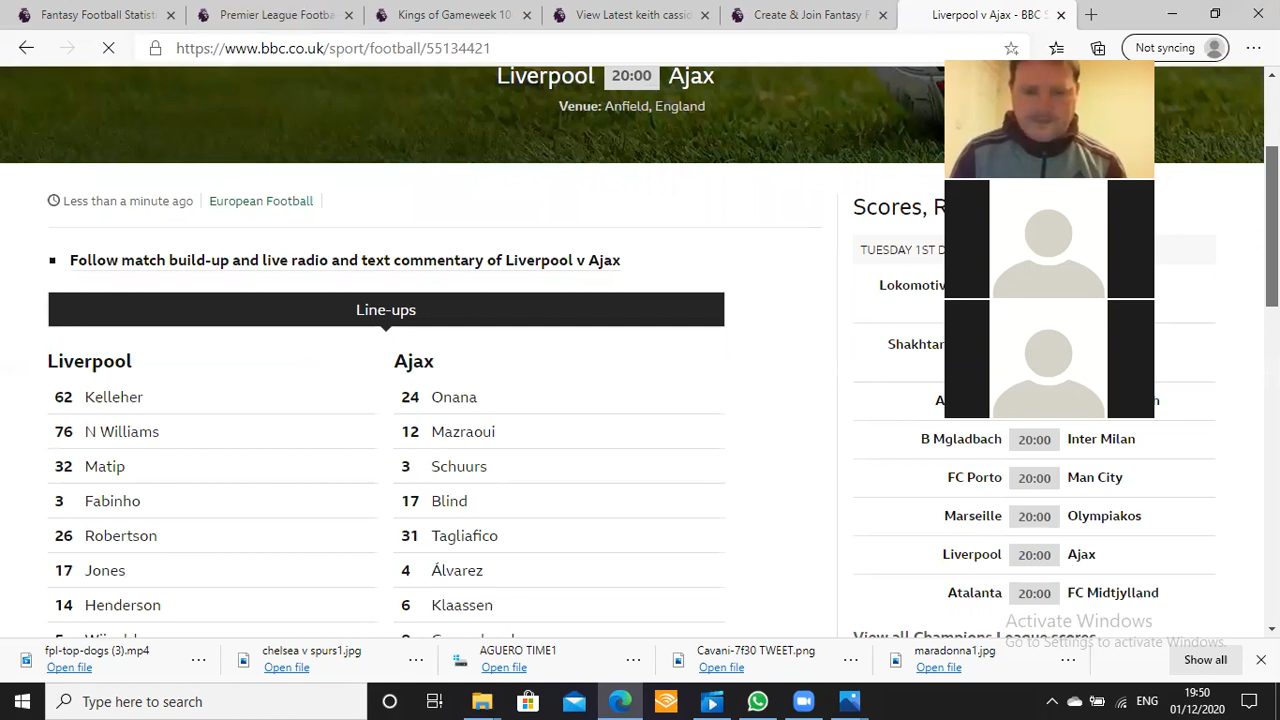 Fantasy Football Statisti
Premier League Footba
Kings of Gameweek 10
View Latest keith cassid
Create & Join Fantasy F
Liverpool v Ajax - BBC S
https://www.bbc.co.uk/sport/football/55134421
Not syncing
Liverpool 20:00 Ajax
Venue: Anfield, England
Less than a minute ago
European Football
Follow match build-up and live radio and text commentary of Liverpool v Ajax
Line-ups
Liverpool
62 Kelleher
76 N Williams
32 Matip
3 Fabinho
26 Robertson
17 Jones
14 Henderson
Ajax
24 Onana
12 Mazraoui
3 Schuurs
17 Blind
31 Tagliafico
4 Álvarez
6 Klaassen
Scores, R
TUESDAY 1ST D
Lokomotiv
Shakhtar
B Mgladbach 20:00 Inter Milan
FC Porto 20:00 Man City
Marseille 20:00 Olympiakos
Liverpool 20:00 Ajax
Atalanta 20:00 FC Midtjylland
View all Champions League scores
Activate Windows
Go to Settings to activate Windows.
fpl-top-dogs (3).mp4
Open file
chelsea v spurs1.jpg
Open file
AGUERO TIME1
Open file
Cavani-7f30 TWEET.png
Open file
maradonna1.jpg
Open file
Show all
Type here to search
ENG
19:50
01/12/2020